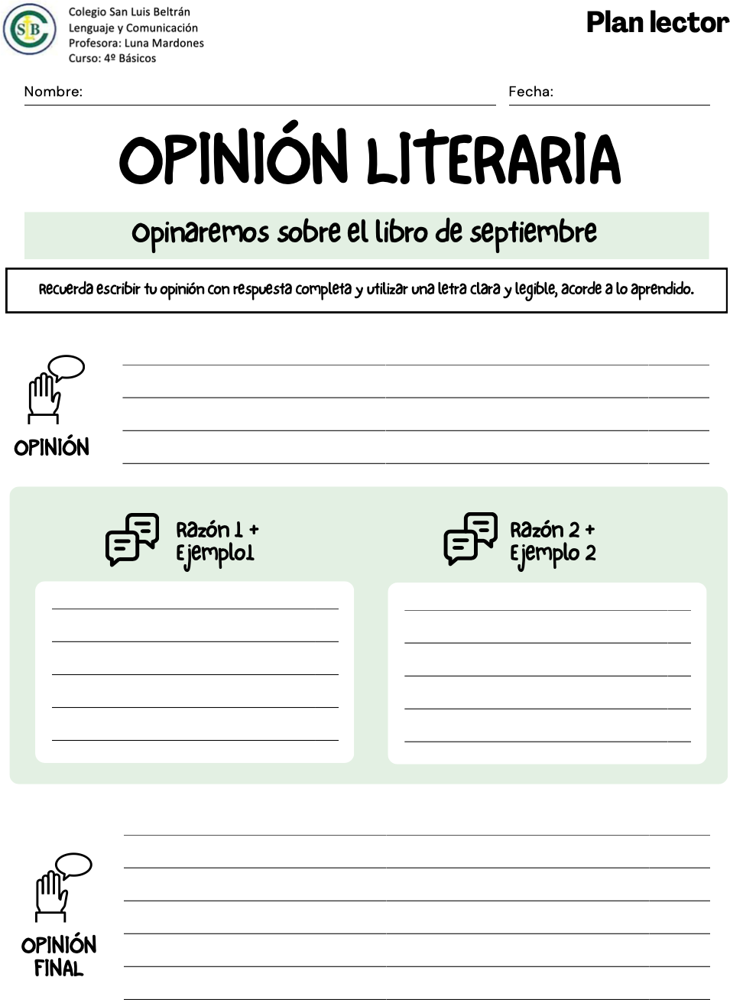 Colegio San Luis Beltrán
Lenguaje y Comunicación
Profesora: Luna Mardones
Curso: 4º Básicos
Plan lector
Nombre:
Fecha:
OPINIÓN LITERARIA
Opinaremos sobre el libro de septiembre
Recuerda escribir tu opinión con respuesta completa y utilizar una letra clara y legible, acorde a lo aprendido.
OPINIÓN
Razón 1 +
Ejemplo1
Razón 2 +
Ejemplo 2
OPINIÓN
FINAL